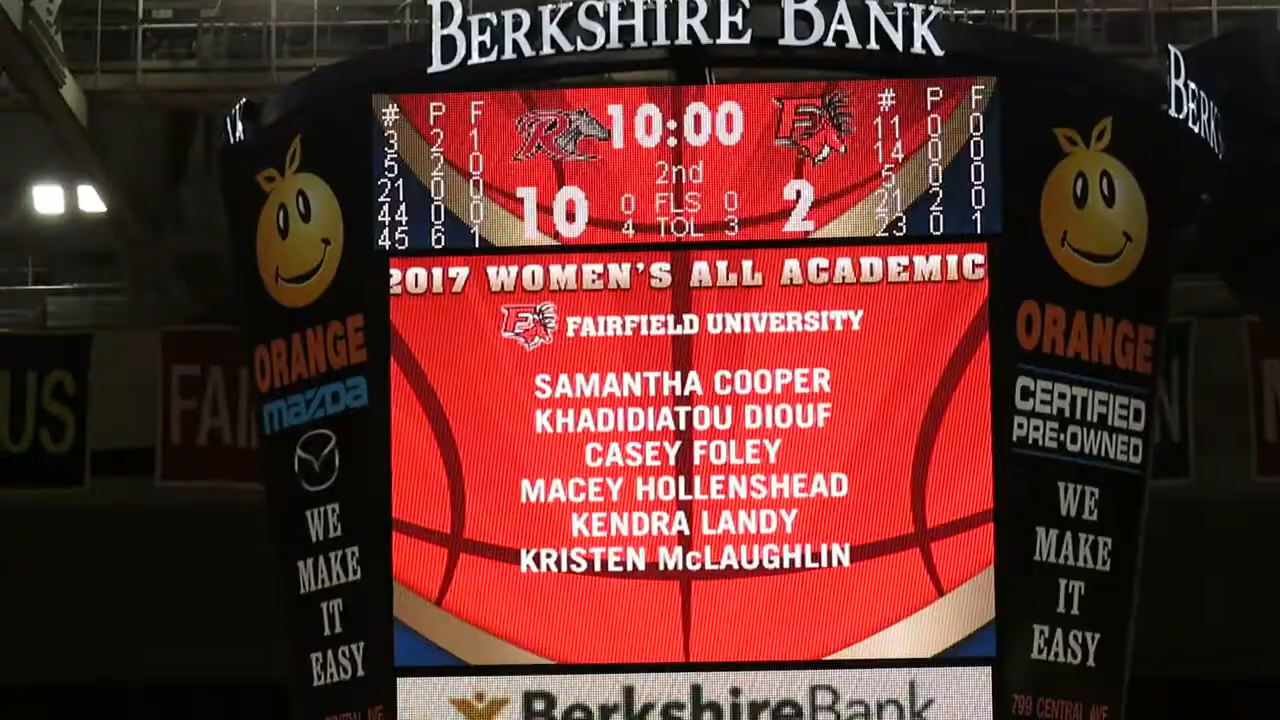 BERKSHIRE BANK
# P F 10:00 # P F
3 2 1 11 0 0
5 2 0 2nd 14 0 0
21 0 0 10 0 FLS 0 2 5 0 0
44 0 0 4 TOL 3 21 2 0
45 6 1 23 0 1
2017 WOMEN'S ALL ACADEMIC
FAIRFIELD UNIVERSITY
SAMANTHA COOPER
KHADIDIATOU DIOUF
CASEY FOLEY
MACEY HOLLENSHEAD
KENDRA LANDY
KRISTEN McLAUGHLIN
BerkshireBank
ORANGE
mazda
WE
MAKE
IT
EASY
ORANGE
CERTIFIED
PRE-OWNED
WE
MAKE
IT
EASY
799 CENTRAL AVE